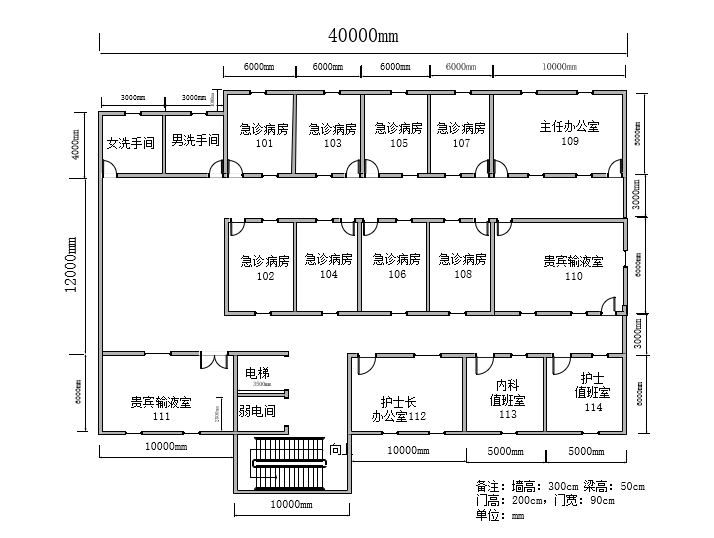 40000mm
6000mm 6000mm 6000mm 6000mm 10000mm
3000mm 3000mm
4000mm
女洗手间 男洗手间
急诊病房 101
急诊病房 103
急诊病房 105
急诊病房 107
主任办公室 109
3000mm
12000mm
急诊病房 102
急诊病房 104
急诊病房 106
急诊病房 108
贵宾输液室 110
6000mm
3000mm
6000mm
贵宾输液室
111
电梯
3500mm
弱电间
护士长
办公室112
内科
值班室
113
护士
值班室
114
6000mm
向上
10000mm
10000mm
5000mm
5000mm
10000mm
备注：墙高：300cm 梁高：50cm
门高：200cm，门宽：90cm
单位：mm